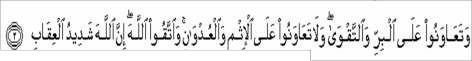 وَتَعَاوَنُوا۟ عَلَى ٱلْبِرِّ وَٱلتَّقْوَىٰ ۖ وَلَا تَعَاوَنُوا۟ عَلَى ٱلْإِثْمِ وَٱلْعُدْوَٰنِ ۚ وَٱتَّقُوا۟ ٱللَّهَ ۖ إِنَّ ٱللَّهَ شَدِيدُ ٱلْعِقَابِ ۝٢